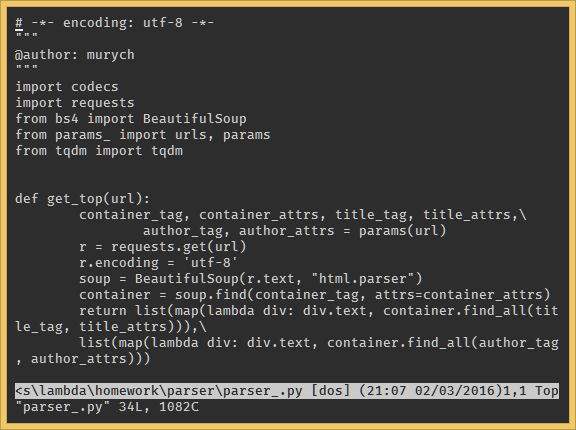 # -*- encoding: utf-8 -*-
"""
@author: murych
"""
import codecs
import requests
from bs4 import BeautifulSoup
from params_ import urls, params
from tqdm import tqdm
def get_top(url):
        container_tag, container_attrs, title_tag, title_attrs,\
                author_tag, author_attrs = params(url)
        r = requests.get(url)
        r.encoding = 'utf-8'
        soup = BeautifulSoup(r.text, "html.parser")
        container = soup.find(container_tag, attrs=container_attrs)
        return list(map(lambda div: div.text, container.find_all(tit
le_tag, title_attrs))),\
        list(map(lambda div: div.text, container.find_all(author_tag
, author_attrs)))
<s\lambda\homework\parser\parser_.py [dos] (21:07 02/03/2016)1,1 Top
"parser_.py" 34L, 1082C